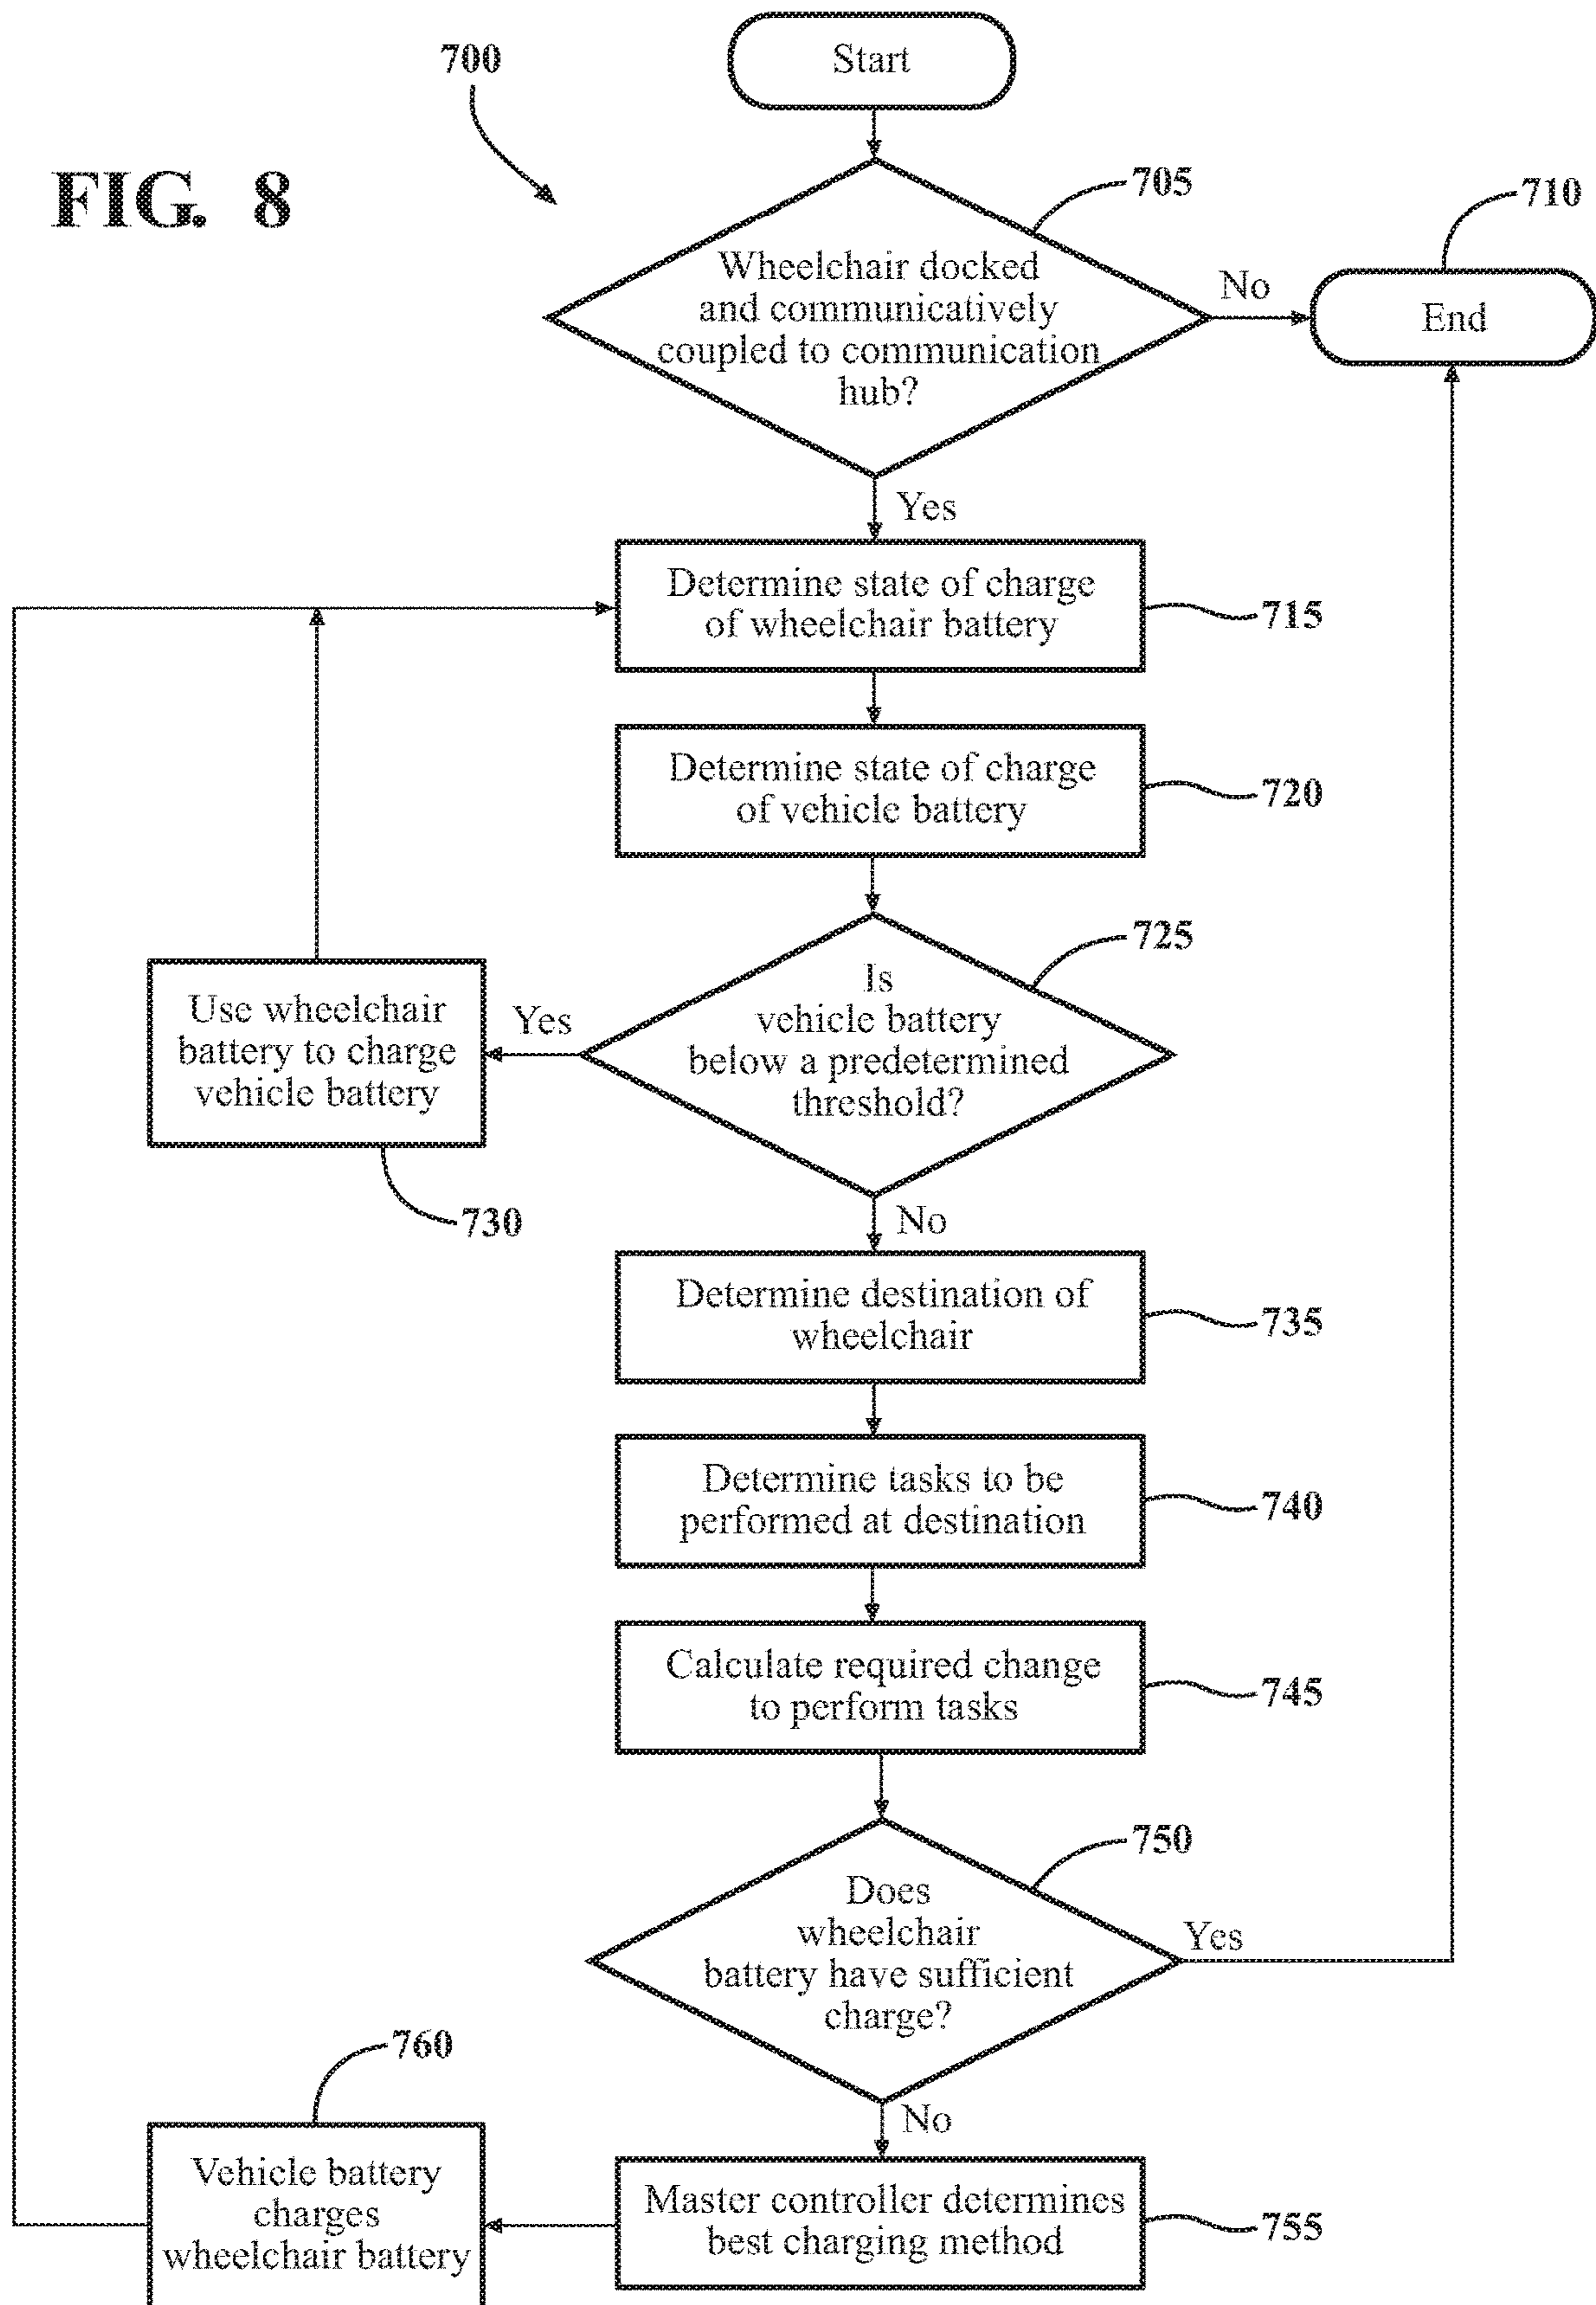 Start
700
FIG. 8
705
710
Wheelchair docked
and communicatively
coupled to communication
hub?
No
End
Yes
Determine state of charge
of wheelchair battery
715
Determine state of charge
of vehicle battery
720
725
Is
vehicle battery
below a predetermined
threshold?
Yes
Use wheelchair
battery to charge
vehicle battery
730
No
Determine destination of
wheelchair
735
Determine tasks to be
performed at destination
740
Calculate required change
to perform tasks
745
750
Does
wheelchair
battery have sufficient
charge?
Yes
760
No
Vehicle battery
charges
wheelchair battery
Master controller determines
best charging method
755